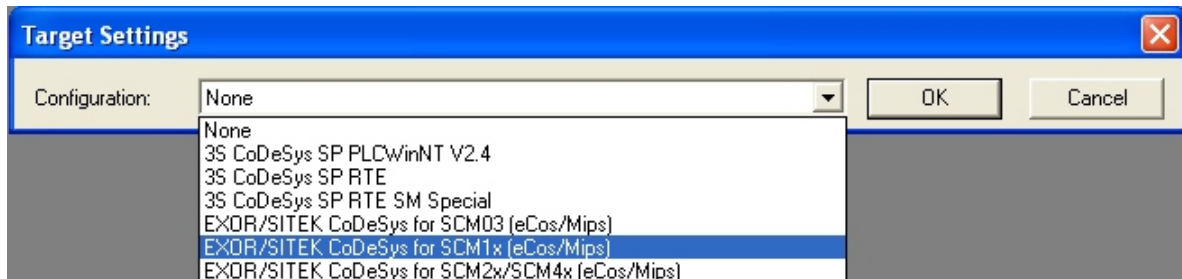 Target Settings
Configuration: None OK Cancel
None
3S CoDeSys SP PLCWinNT V2.4
3S CoDeSys SP RTE
3S CoDeSys SP RTE SM Special
EXOR/SITEK CoDeSys for SCM03 (eCos/Mips)
EXOR/SITEK CoDeSys for SCM1x (eCos/Mips)
EXOR/SITEK CoDeSys for SCM2x/SCM4x (eCos/Mips)